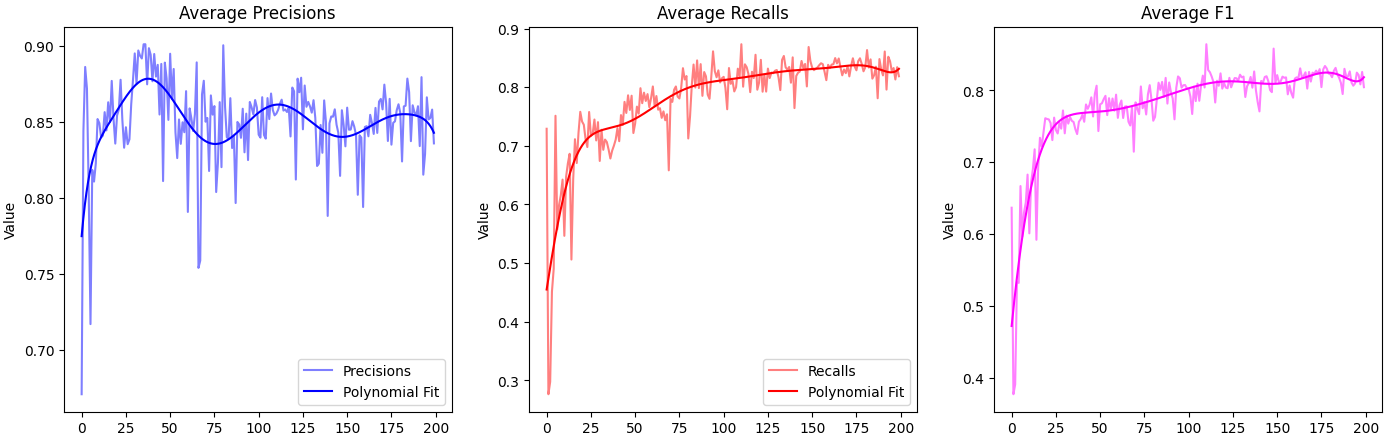 Average Precisions
Value
0.90
0.85
0.80
0.75
0.70
0 25 50 75 100 125 150 175 200
Precisions
Polynomial Fit
Average Recalls
Value
0.9
0.8
0.7
0.6
0.5
0.4
0.3
0 25 50 75 100 125 150 175 200
Recalls
Polynomial Fit
Average F1
Value
0.8
0.7
0.6
0.5
0.4
0 25 50 75 100 125 150 175 200